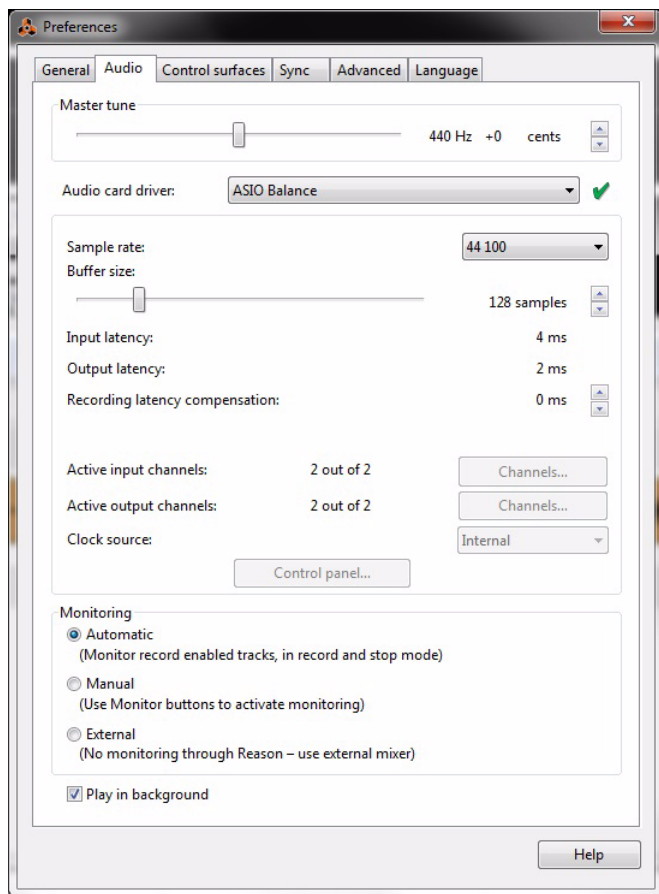 Preferences
General Audio Control surfaces Sync Advanced Language
Master tune
440 Hz +0 cents
Audio card driver: ASIO Balance
Sample rate: 44 100
Buffer size:
128 samples
Input latency: 4 ms
Output latency: 2 ms
Recording latency compensation: 0 ms
Active input channels: 2 out of 2 Channels...
Active output channels: 2 out of 2 Channels...
Clock source: Internal
Control panel...
Monitoring
Automatic
(Monitor record enabled tracks, in record and stop mode)
Manual
(Use Monitor buttons to activate monitoring)
External
(No monitoring through Reason – use external mixer)
Play in background
Help